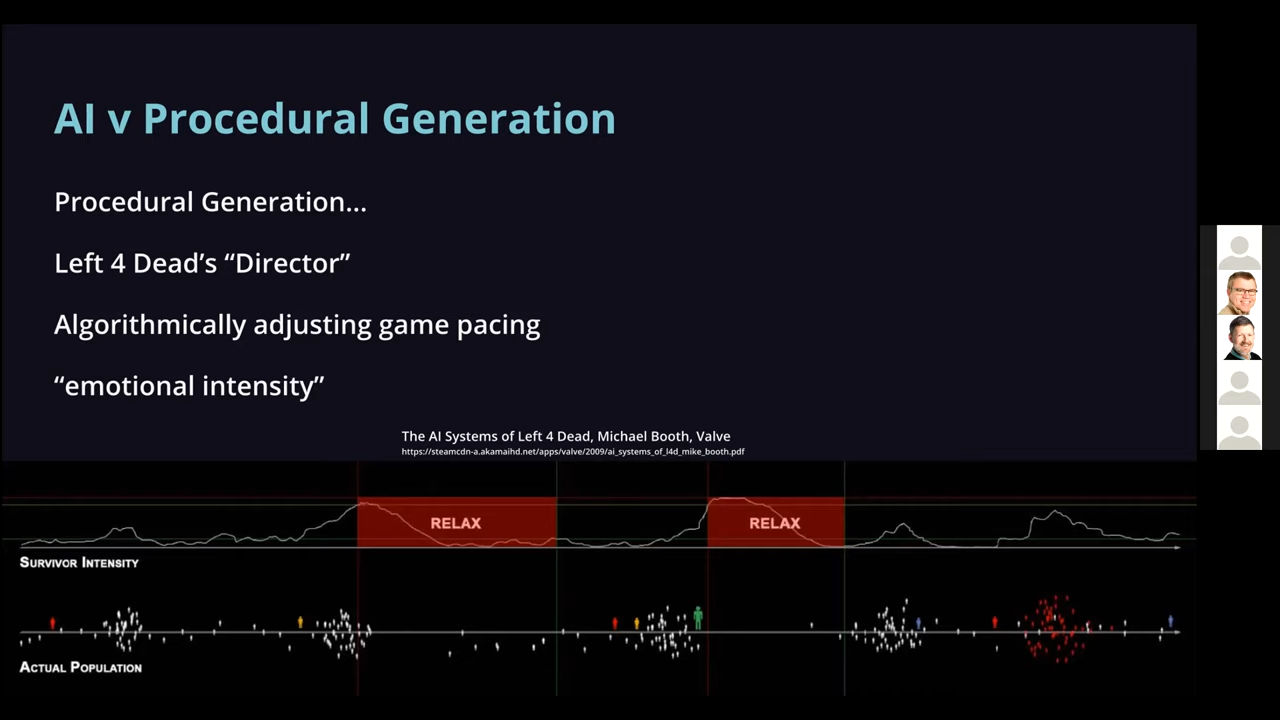 AI v Procedural Generation
Procedural Generation...
Left 4 Dead’s “Director”
Algorithmically adjusting game pacing
“emotional intensity”
The AI Systems of Left 4 Dead, Michael Booth, Valve
https://steamcdn-a.akamaihd.net/apps/valve/2009/ai_systems_of_l4d_mike_booth.pdf
RELAX
RELAX
SURVIVOR INTENSITY
ACTUAL POPULATION